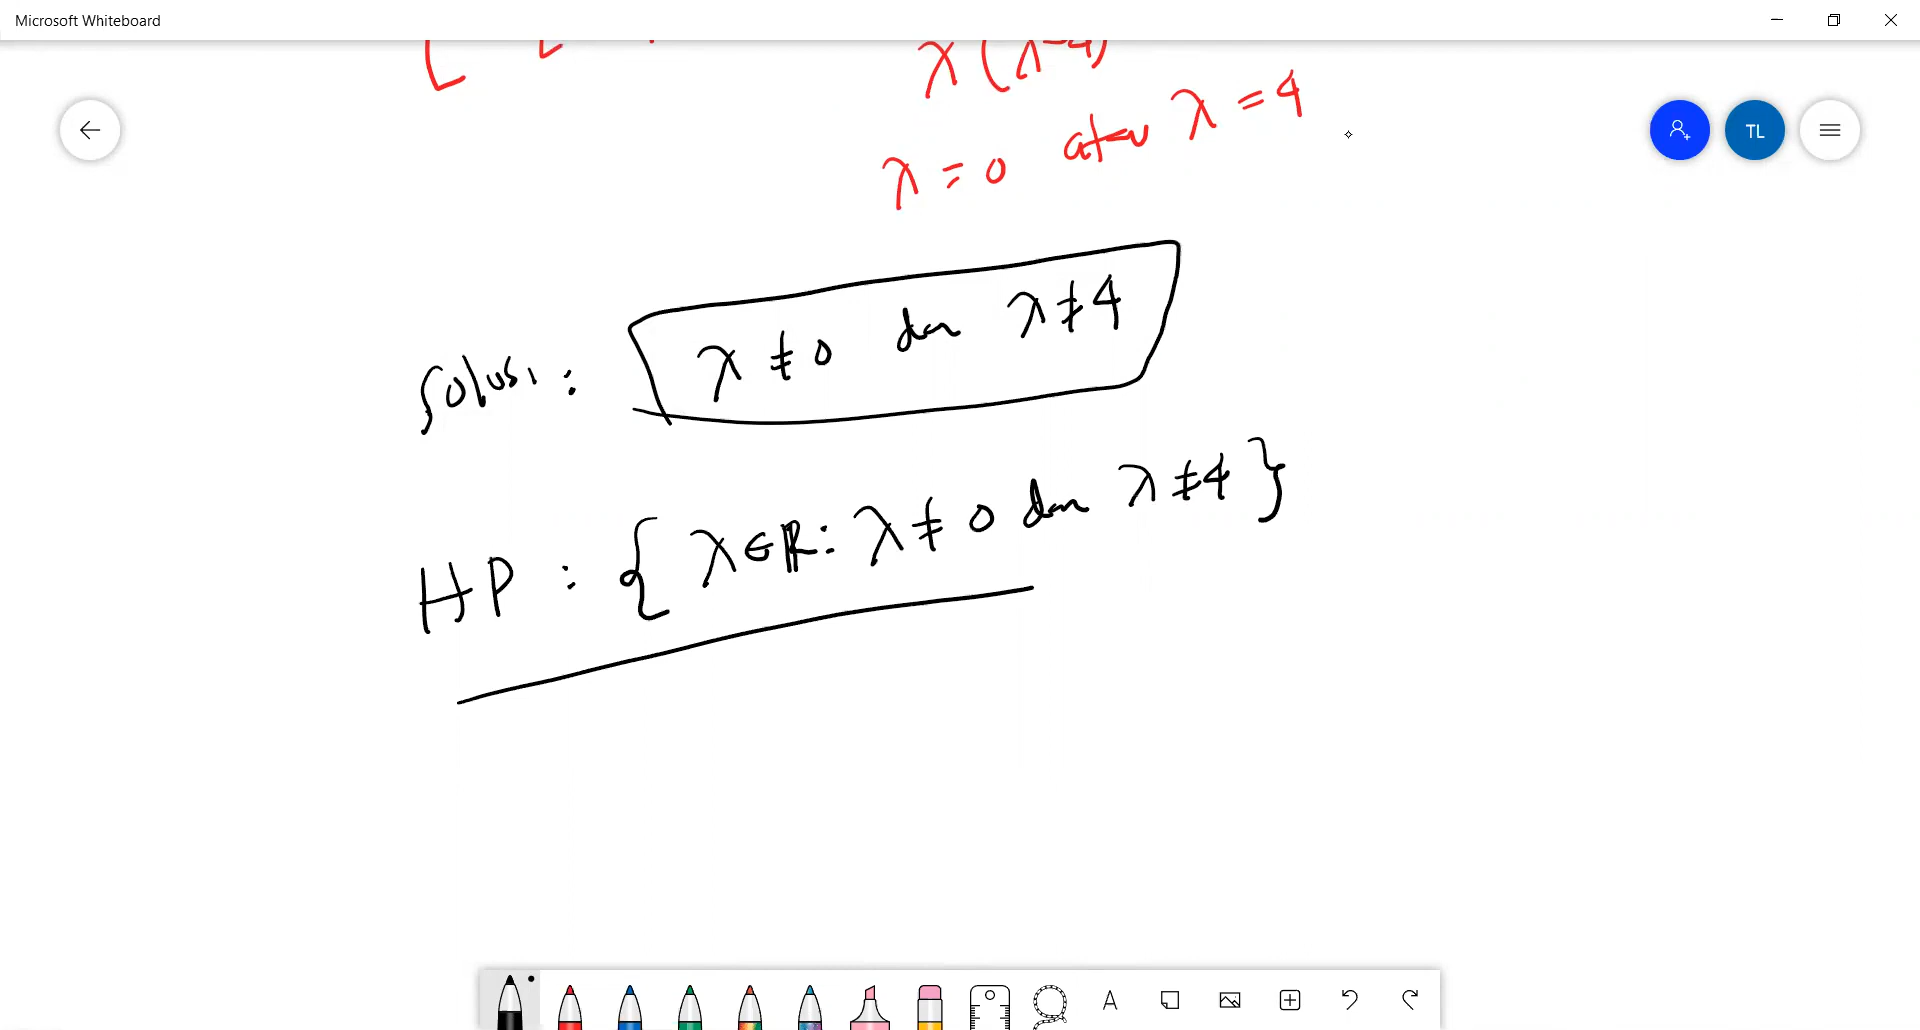 Microsoft Whiteboard
λ(λ-4)
λ = 0 atau λ = 4
TL
Solusi : λ ≠ 0 dan λ ≠ 4
HP : { λ ∈ ℝ : λ ≠ 0 dan λ ≠ 4 }